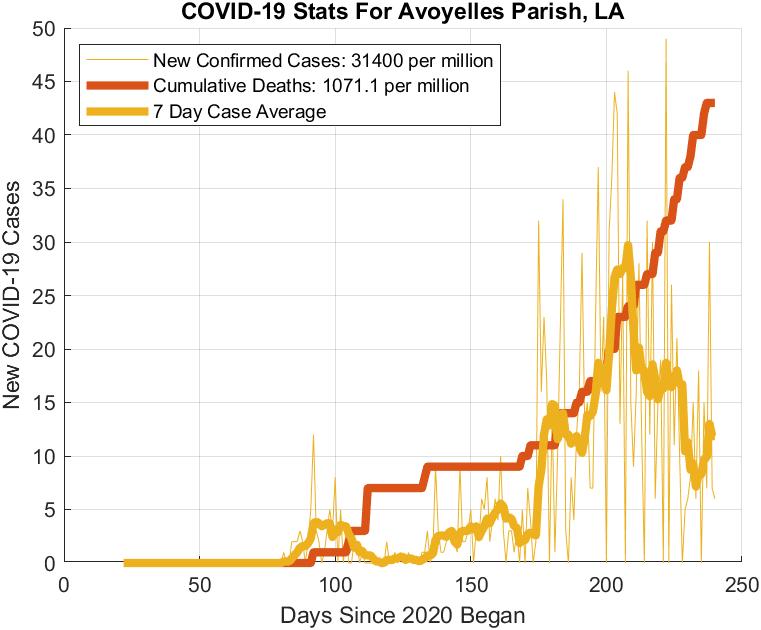 COVID-19 Stats For Avoyelles Parish, LA
New Confirmed Cases: 31400 per million
Cumulative Deaths: 1071.1 per million
7 Day Case Average
New COVID-19 Cases
50
45
40
35
30
25
20
15
10
5
0
0 50 100 150 200 250
Days Since 2020 Began